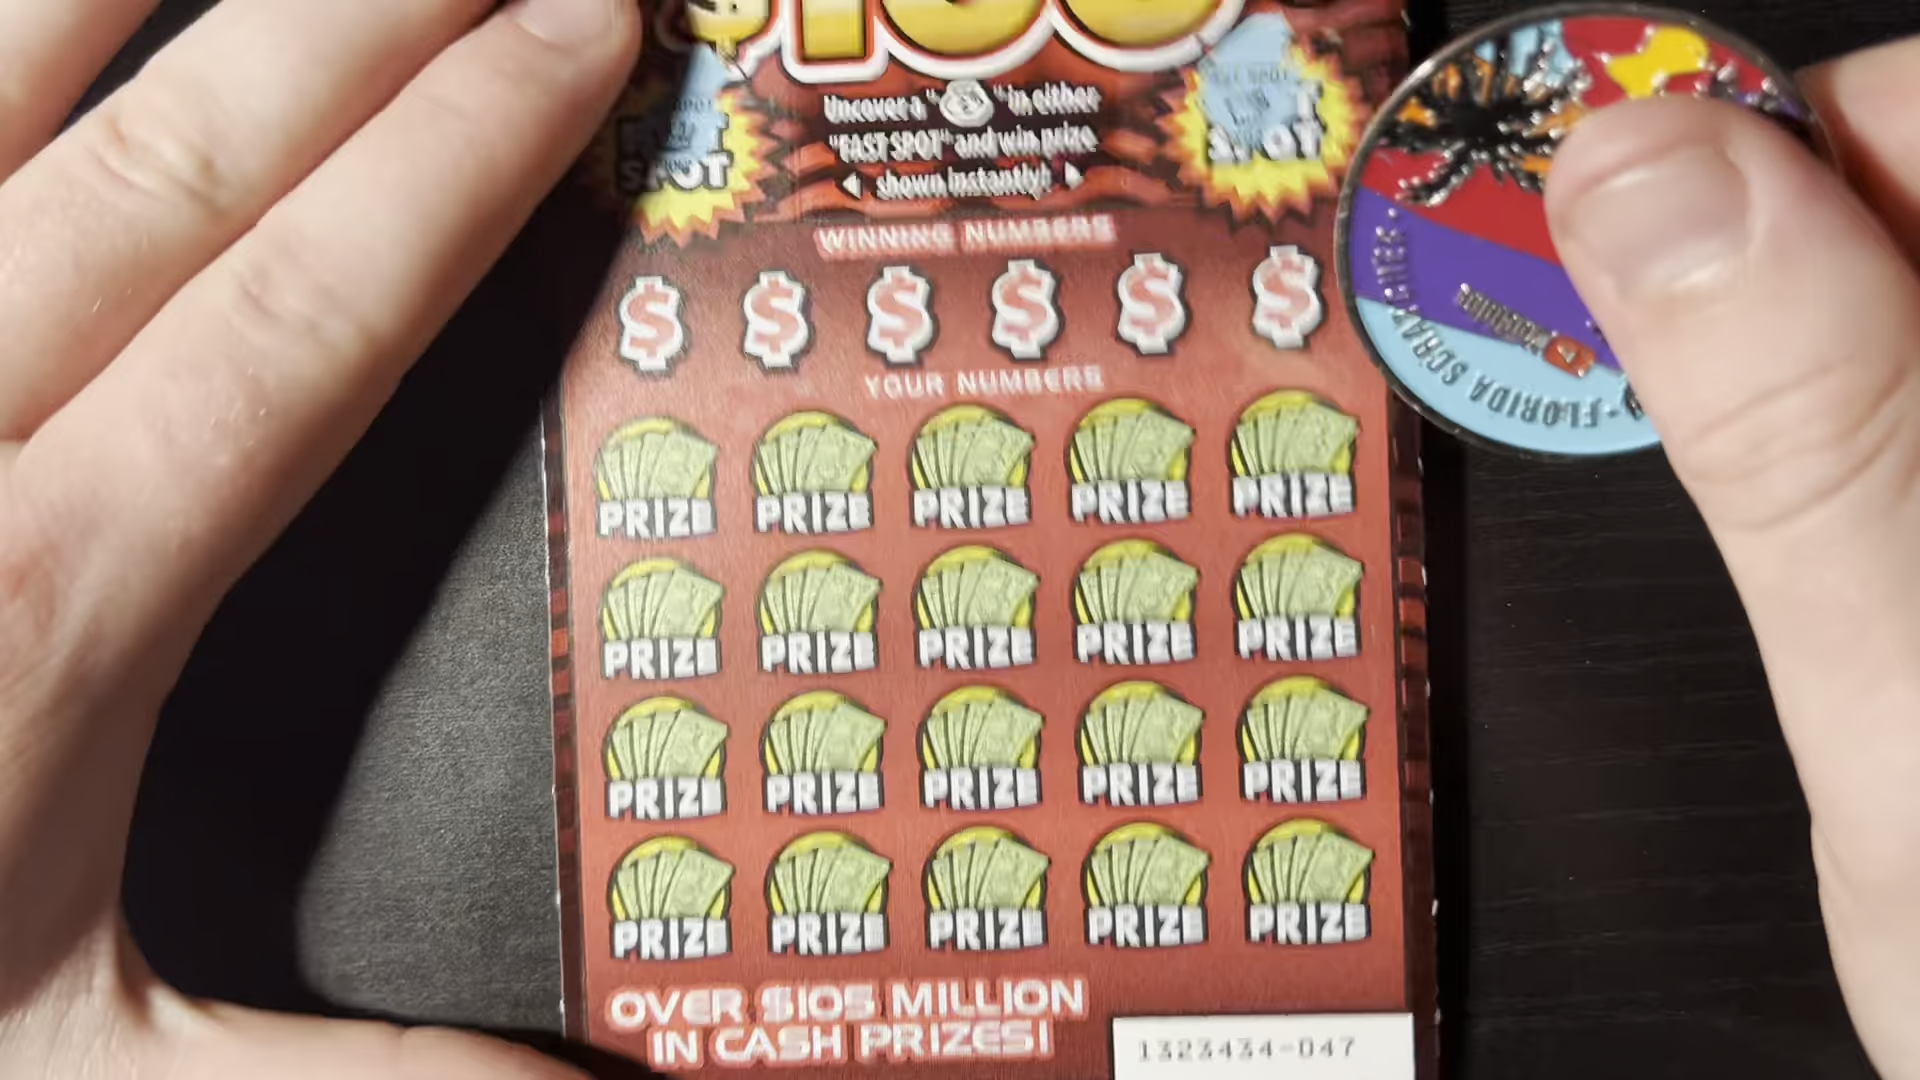 $150
Uncover a " " in either
"FAST SPOT" and win prize
shown instantly!
SPOT
SPOT
WINNING NUMBERS
$ $ $ $ $ $
YOUR NUMBERS
PRIZE PRIZE PRIZE PRIZE PRIZE
PRIZE PRIZE PRIZE PRIZE PRIZE
PRIZE PRIZE PRIZE PRIZE PRIZE
PRIZE PRIZE PRIZE PRIZE PRIZE
OVER $105 MILLION
IN CASH PRIZES!
1323434-047
FLORIDA